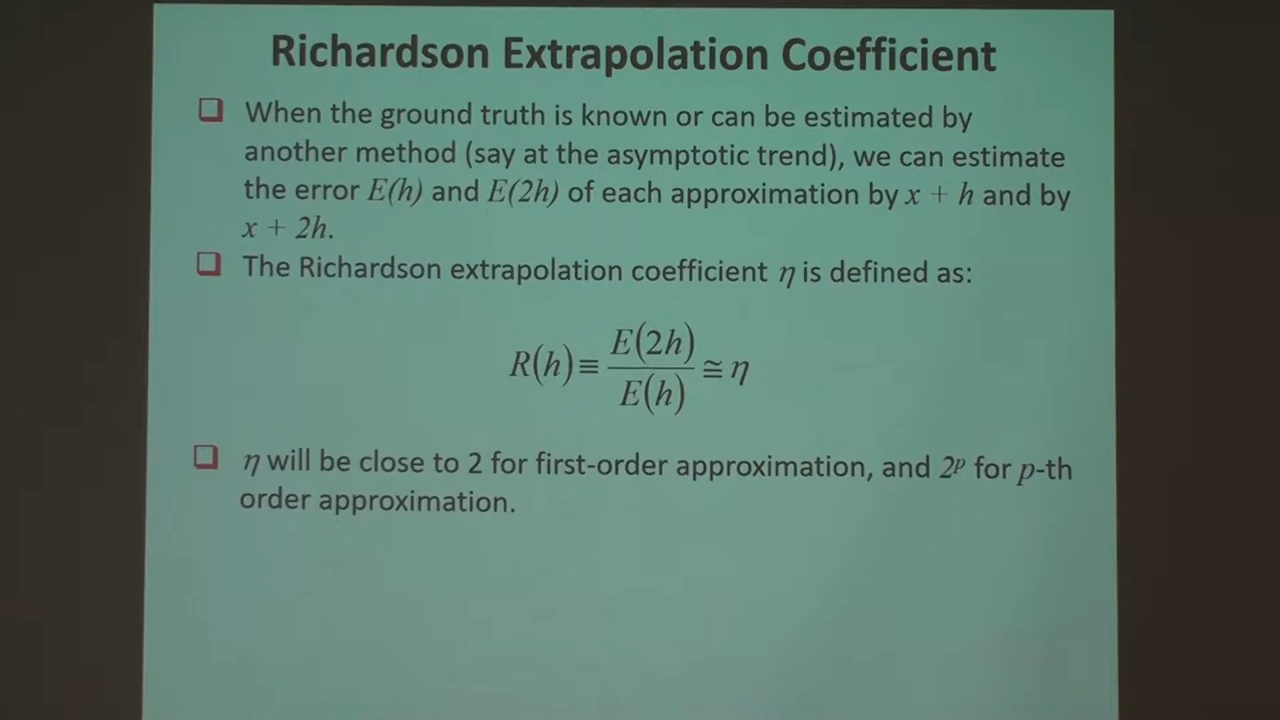 Richardson Extrapolation Coefficient
❑ When the ground truth is known or can be estimated by
another method (say at the asymptotic trend), we can estimate
the error E(h) and E(2h) of each approximation by x + h and by
x + 2h.
❑ The Richardson extrapolation coefficient η is defined as:
R(h) ≡ E(2h) / E(h) ≅ η
❑ η will be close to 2 for first-order approximation, and 2ᵖ for p-th
order approximation.